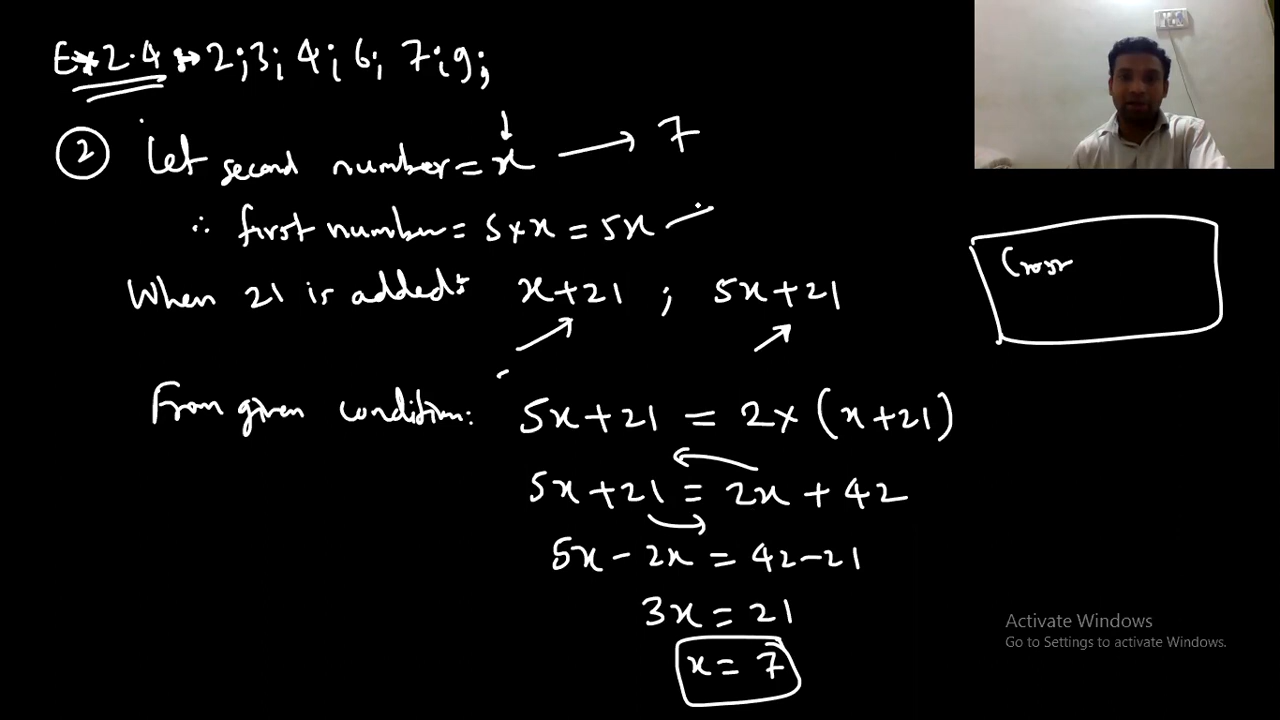 Ex 2.4 → 2; 3; 4; 6; 7; 9;
② Let second number = x → 7
∴ first number = 5 × x = 5x
When 21 is added: x + 21 ; 5x + 21
From given condition: 5x + 21 = 2 × (x + 21)
5x + 21 = 2x + 42
5x - 2x = 42 - 21
3x = 21
x = 7
Activate Windows
Go to Settings to activate Windows.